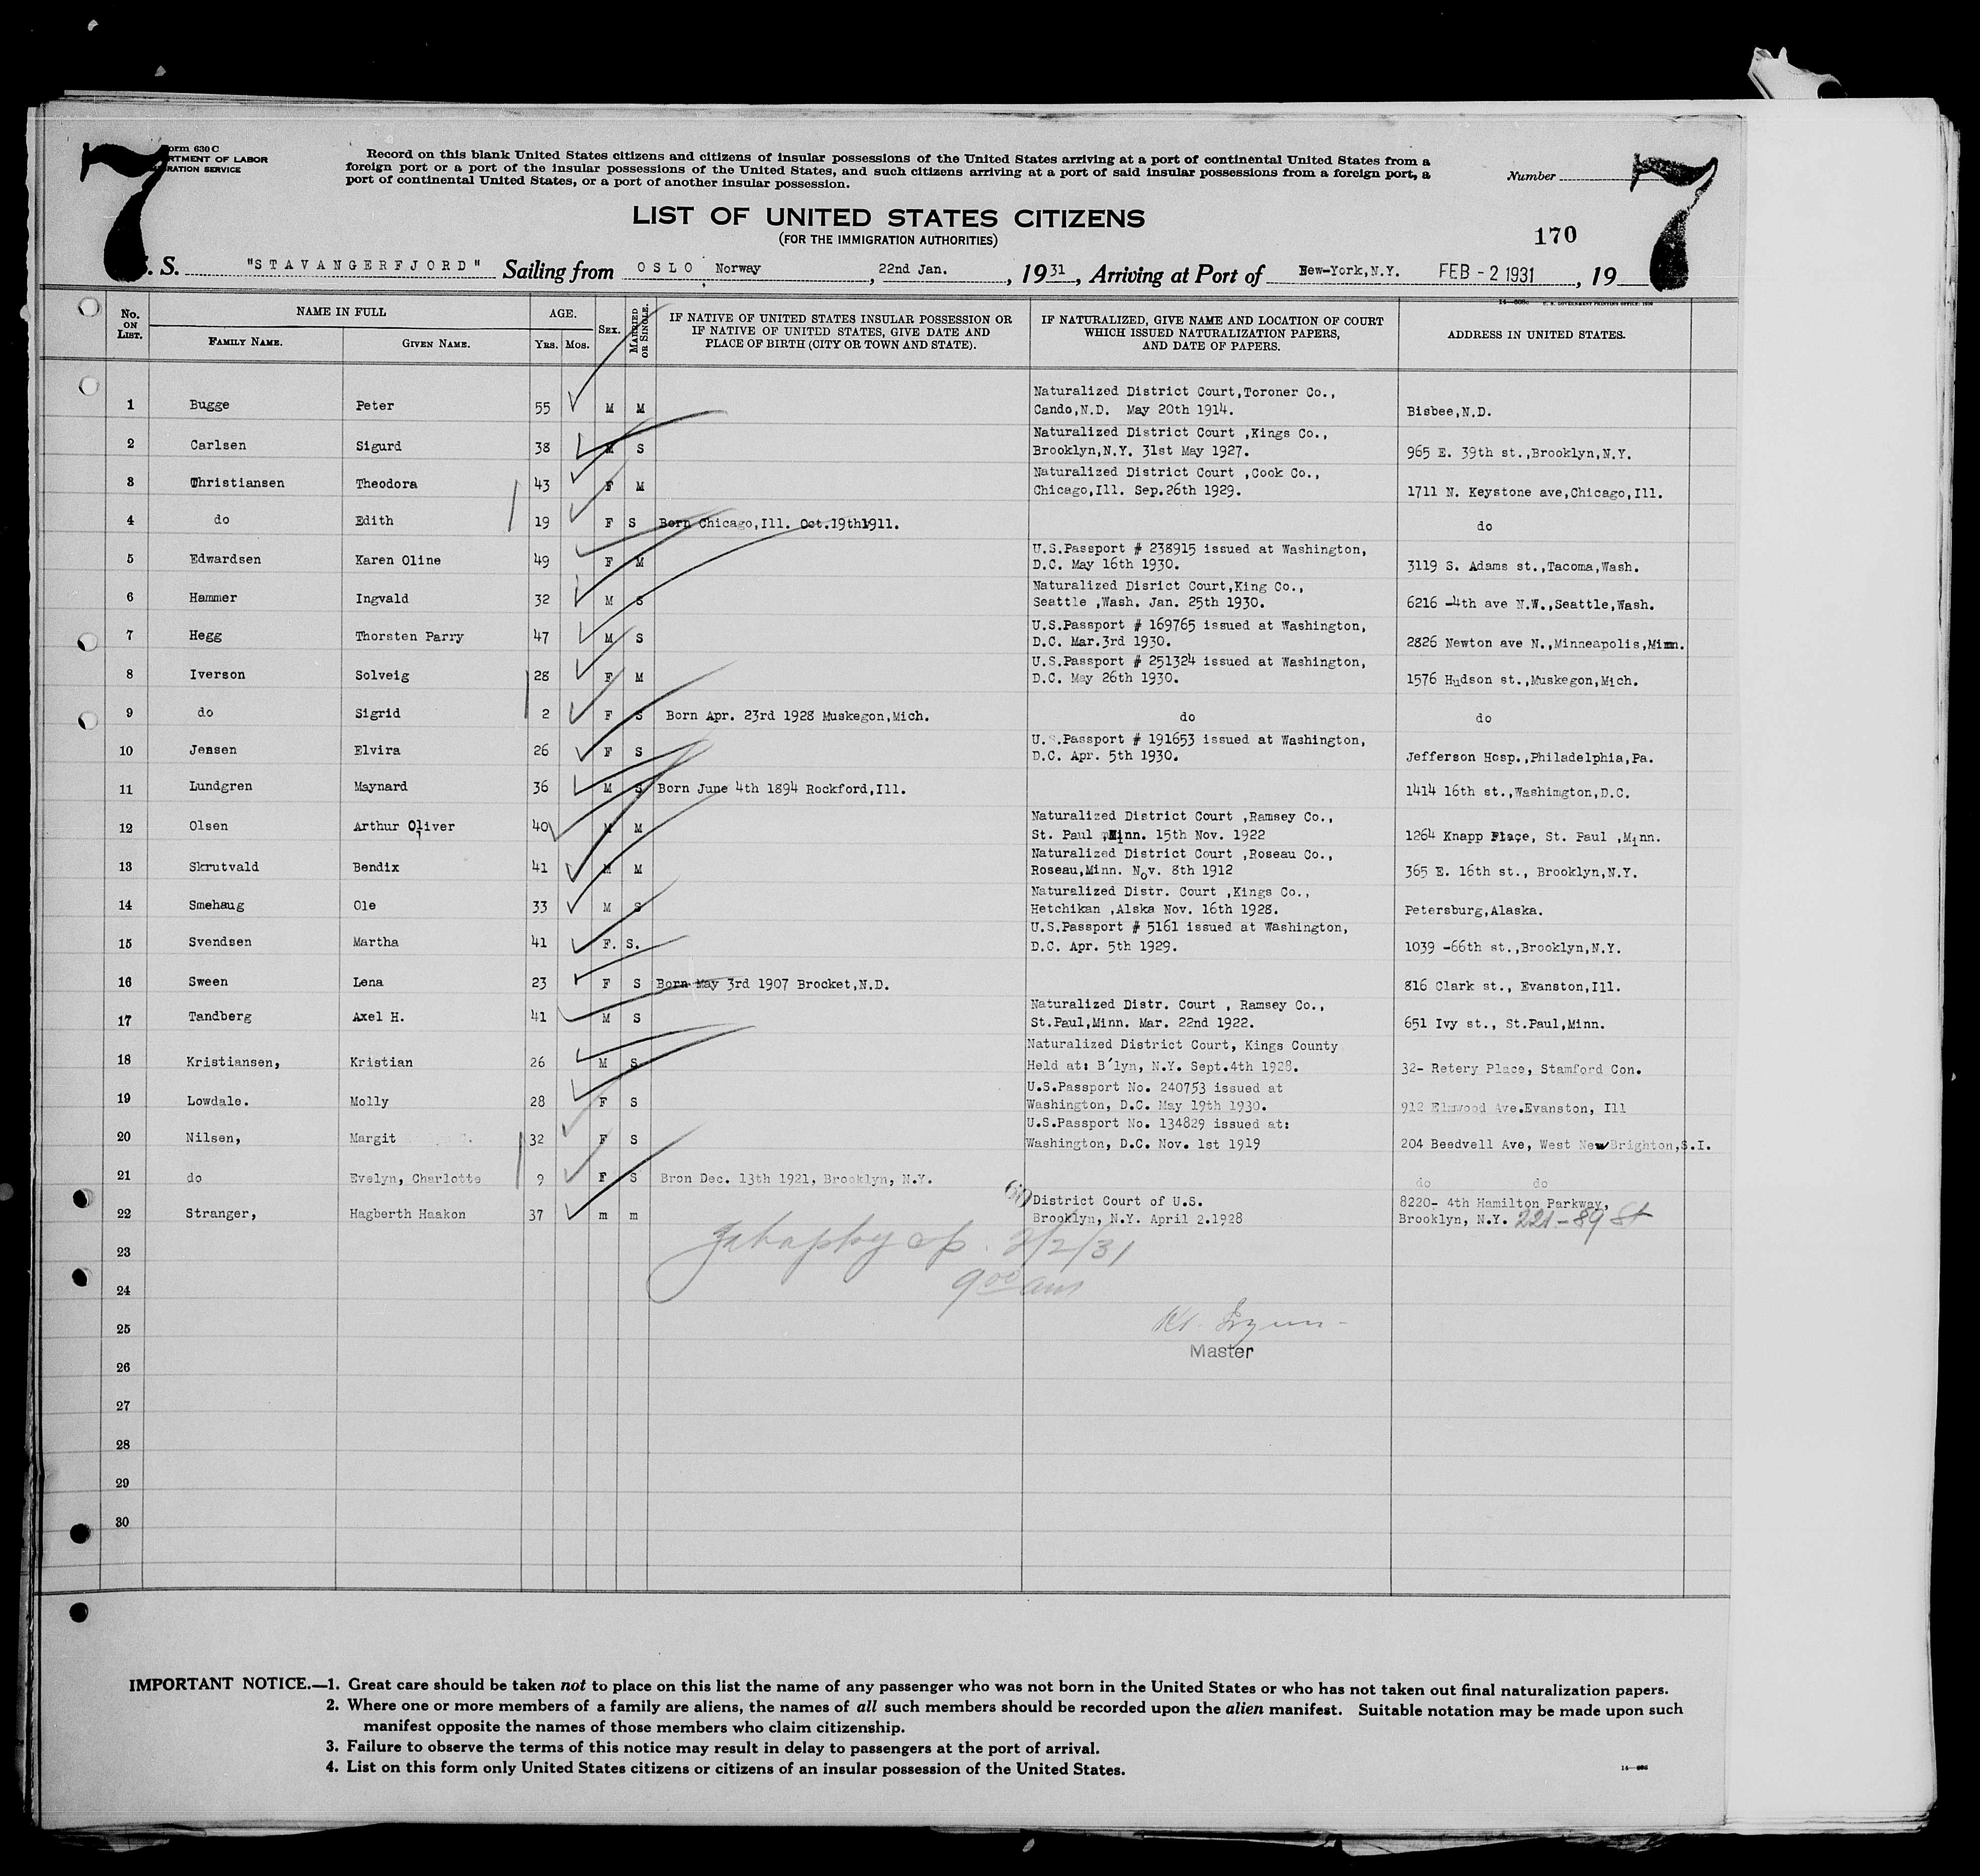 7
orm 630 C
RTMENT OF LABOR
RATION SERVICE
Record on this blank United States citizens and citizens of insular possessions of the United States arriving at a port of continental United States from a
foreign port or a port of the insular possessions of the United States, and such citizens arriving at a port of said insular possessions from a foreign port, a
port of continental United States, or a port of another insular possession.
Number
7
LIST OF UNITED STATES CITIZENS
(FOR THE IMMIGRATION AUTHORITIES)
170
S. "STAVANGERFJORD" Sailing from OSLO Norway, 22nd Jan., 1931, Arriving at Port of New-York,N.Y. FEB - 2 1931, 19
No. ON LIST. NAME IN FULL AGE. SEX. MARRIED OR SINGLE.
FAMILY NAME. GIVEN NAME. YRS. MOS.
IF NATIVE OF UNITED STATES INSULAR POSSESSION OR
IF NATIVE OF UNITED STATES, GIVE DATE AND
PLACE OF BIRTH (CITY OR TOWN AND STATE).
IF NATURALIZED, GIVE NAME AND LOCATION OF COURT
WHICH ISSUED NATURALIZATION PAPERS,
AND DATE OF PAPERS.
ADDRESS IN UNITED STATES.
Naturalized District Court,Toroner Co.,
1 Bugge Peter 55 M M Cando,N.D. May 20th 1914. Bisbee,N.D.
Naturalized District Court ,Kings Co.,
2 Carlsen Sigurd 38 M S Brooklyn,N.Y. 31st May 1927. 965 E. 39th st.,Brooklyn,N.Y.
Naturalized District Court ,Cook Co.,
3 Christiansen Theodora 43 F M Chicago,Ill. Sep.26th 1929. 1711 N. Keystone ave,Chicago,Ill.
4 do Edith 19 F S Born Chicago,Ill. Oct.19th1911. do
U.S.Passport # 238915 issued at Washington,
5 Edwardsen Karen Oline 49 F M D.C. May 16th 1930. 3119 S. Adams st.,Tacoma,Wash.
Naturalized Disrict Court,King Co.,
6 Hammer Ingvald 32 M S Seattle ,Wash. Jan. 25th 1930. 6216 -4th ave N.W.,Seattle,Wash.
U.S.Passport # 169765 issued at Washington,
7 Hegg Thorsten Parry 47 M S D.C. Mar.3rd 1930. 2826 Newton ave N.,Minneapolis,Minn.
U.S.Passport # 251324 issued at Washington,
8 Iverson Solveig 28 F M D.C. May 26th 1930. 1576 Hudson st.,Muskegon,Mich.
9 do Sigrid 2 F S Born Apr. 23rd 1928 Muskegon,Mich. do do
U.S.Passport # 191653 issued at Washington,
10 Jensen Elvira 26 F S D.C. Apr. 5th 1930. Jefferson Hosp.,Philadelphia,Pa.
11 Lundgren Maynard 36 M S Born June 4th 1894 Rockford,Ill. 1414 16th st.,Washimgton,D.C.
Naturalized District Court ,Ramsey Co.,
12 Olsen Arthur Oliver 40 M M St. Paul ,Minn. 15th Nov. 1922 1264 Knapp Place, St. Paul ,Minn.
Naturalized District Court ,Roseau Co.,
13 Skrutvald Bendix 41 M M Roseau,Minn. Nov. 8th 1912 365 E. 16th st., Brooklyn,N.Y.
Naturalized Distr. Court ,Kings Co.,
14 Smehaug Ole 33 M S Hetchikan ,Alska Nov. 16th 1928. Petersburg,Alaska.
U.S.Passport # 5161 issued at Washington,
15 Svendsen Martha 41 F. S. D.C. Apr. 5th 1929. 1039 -66th st.,Brooklyn,N.Y.
16 Sween Lena 23 F S Born May 3rd 1907 Brocket,N.D. 816 Clark st., Evanston,Ill.
Naturalized Distr. Court , Ramsey Co.,
17 Tandberg Axel H. 41 M S St.Paul,Minn. Mar. 22nd 1922. 651 Ivy st., St.Paul,Minn.
Naturalized District Court, Kings County
18 Kristiansen, Kristian 26 M S Held at: B'lyn, N.Y. Sept.4th 1928. 32- Retery Place, Stamford Con.
U.S.Passport No. 240753 issued at
19 Lowdale. Molly 28 F S Washington, D.C. May 19th 1930. 912 Elmwood Ave.Evanston, Ill
U.S.Passport No. 134829 issued at:
20 Nilsen, Margit 32 F S Washington, D.C. Nov. 1st 1919 204 Beedvell Ave, West New Brighton,S.I.
21 do Evelyn, Charlotte 9 F S Bron Dec. 13th 1921, Brooklyn, N.Y. do do
District Court of U.S. 8220- 4th Hamilton Parkway,
22 Stranger, Hagberth Haakon 37 m m Brooklyn, N.Y. April 2.1928 Brooklyn, N.Y. 221-89 St
23
2/2/31
24
9 00 am
25
Master
26
27
28
29
30
IMPORTANT NOTICE.—1. Great care should be taken not to place on this list the name of any passenger who was not born in the United States or who has not taken out final naturalization papers.
2. Where one or more members of a family are aliens, the names of all such members should be recorded upon the alien manifest. Suitable notation may be made upon such
manifest opposite the names of those members who claim citizenship.
3. Failure to observe the terms of this notice may result in delay to passengers at the port of arrival.
4. List on this form only United States citizens or citizens of an insular possession of the United States.